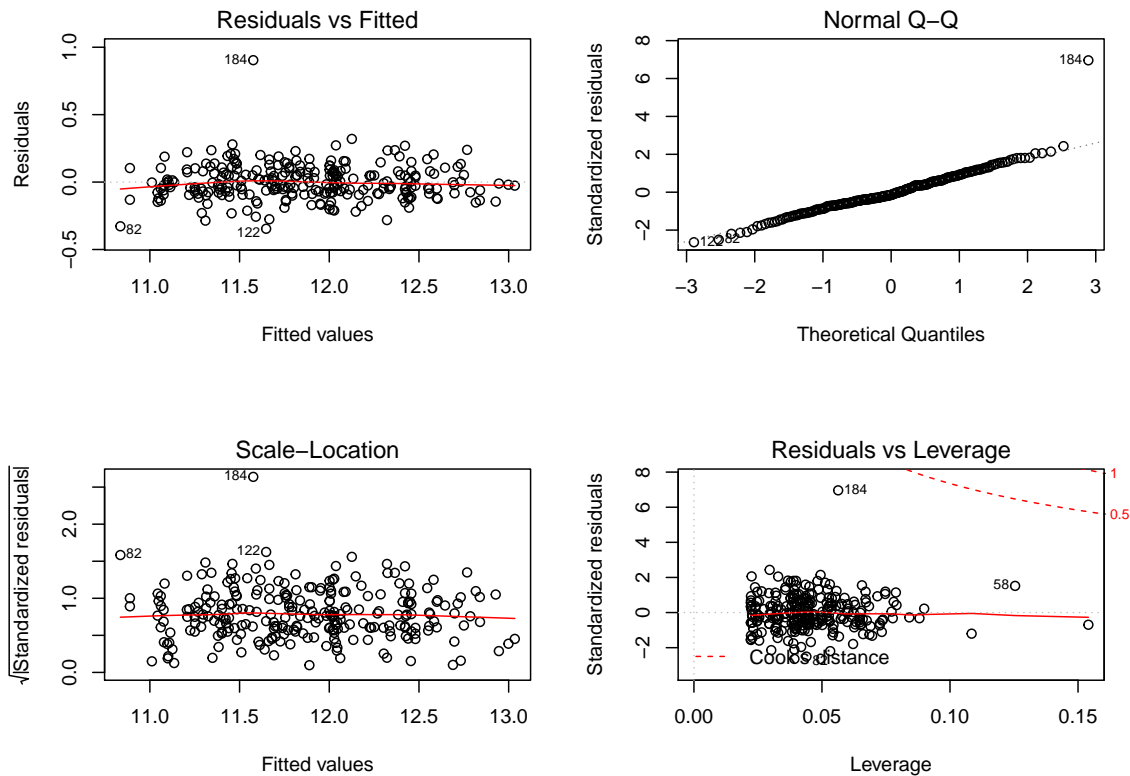 Residuals vs Fitted
Residuals
1.0
0.5
0.0
−0.5
184
122
82
11.0 11.5 12.0 12.5 13.0
Fitted values
Normal Q−Q
Standardized residuals
8
6
4
2
0
−2
184
122
82
−3 −2 −1 0 1 2 3
Theoretical Quantiles
Scale−Location
√|Standardized residuals|
2.0
1.0
0.0
184
122
82
11.0 11.5 12.0 12.5 13.0
Fitted values
Residuals vs Leverage
Standardized residuals
8
6
4
2
0
−2
184
58
1
0.5
Cook's distance
0.00 0.05 0.10 0.15
Leverage